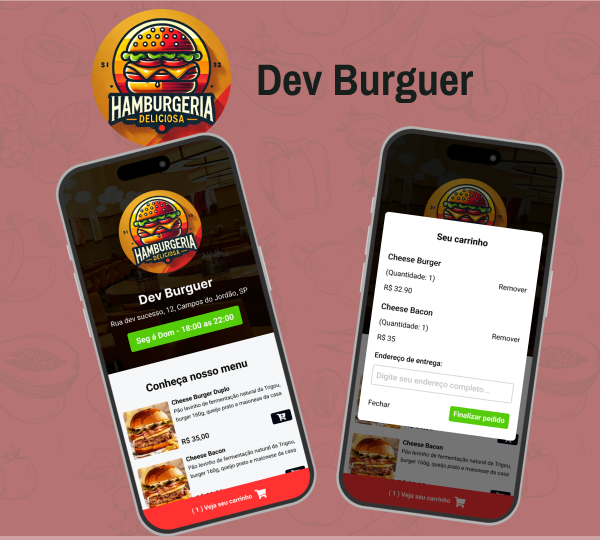 51 13
HAMBURGERIA
DELICIOSA
Dev Burguer
HAMBURGERIA
DELICIOSA
Dev Burguer
Rua dev sucesso, 12, Campos do Jordão, SP
Seg á Dom - 18:00 as 22:00
Conheça nosso menu
Cheese Burger Duplo
Pão levinho de fermentação natural da Trigou,
burger 160g, queijo prato e maionese da casa
R$ 35,00
Cheese Bacon
Pão levinho de fermentação natural da Trigou,
burger 160g, queijo prato e maionese da casa
( 1 ) Veja seu carrinho
Seu carrinho
Cheese Burger
(Quantidade: 1)
R$ 32.90
Remover
Cheese Bacon
(Quantidade: 1)
R$ 35
Remover
Endereço de entrega:
Digite seu endereço completo...
Fechar
Finalizar pedido
Cheese Bacon
Pão levinho de fermentação natural da Trigou,
burger 160g, queijo prato e maionese da casa
( 1 ) Veja seu carrinho